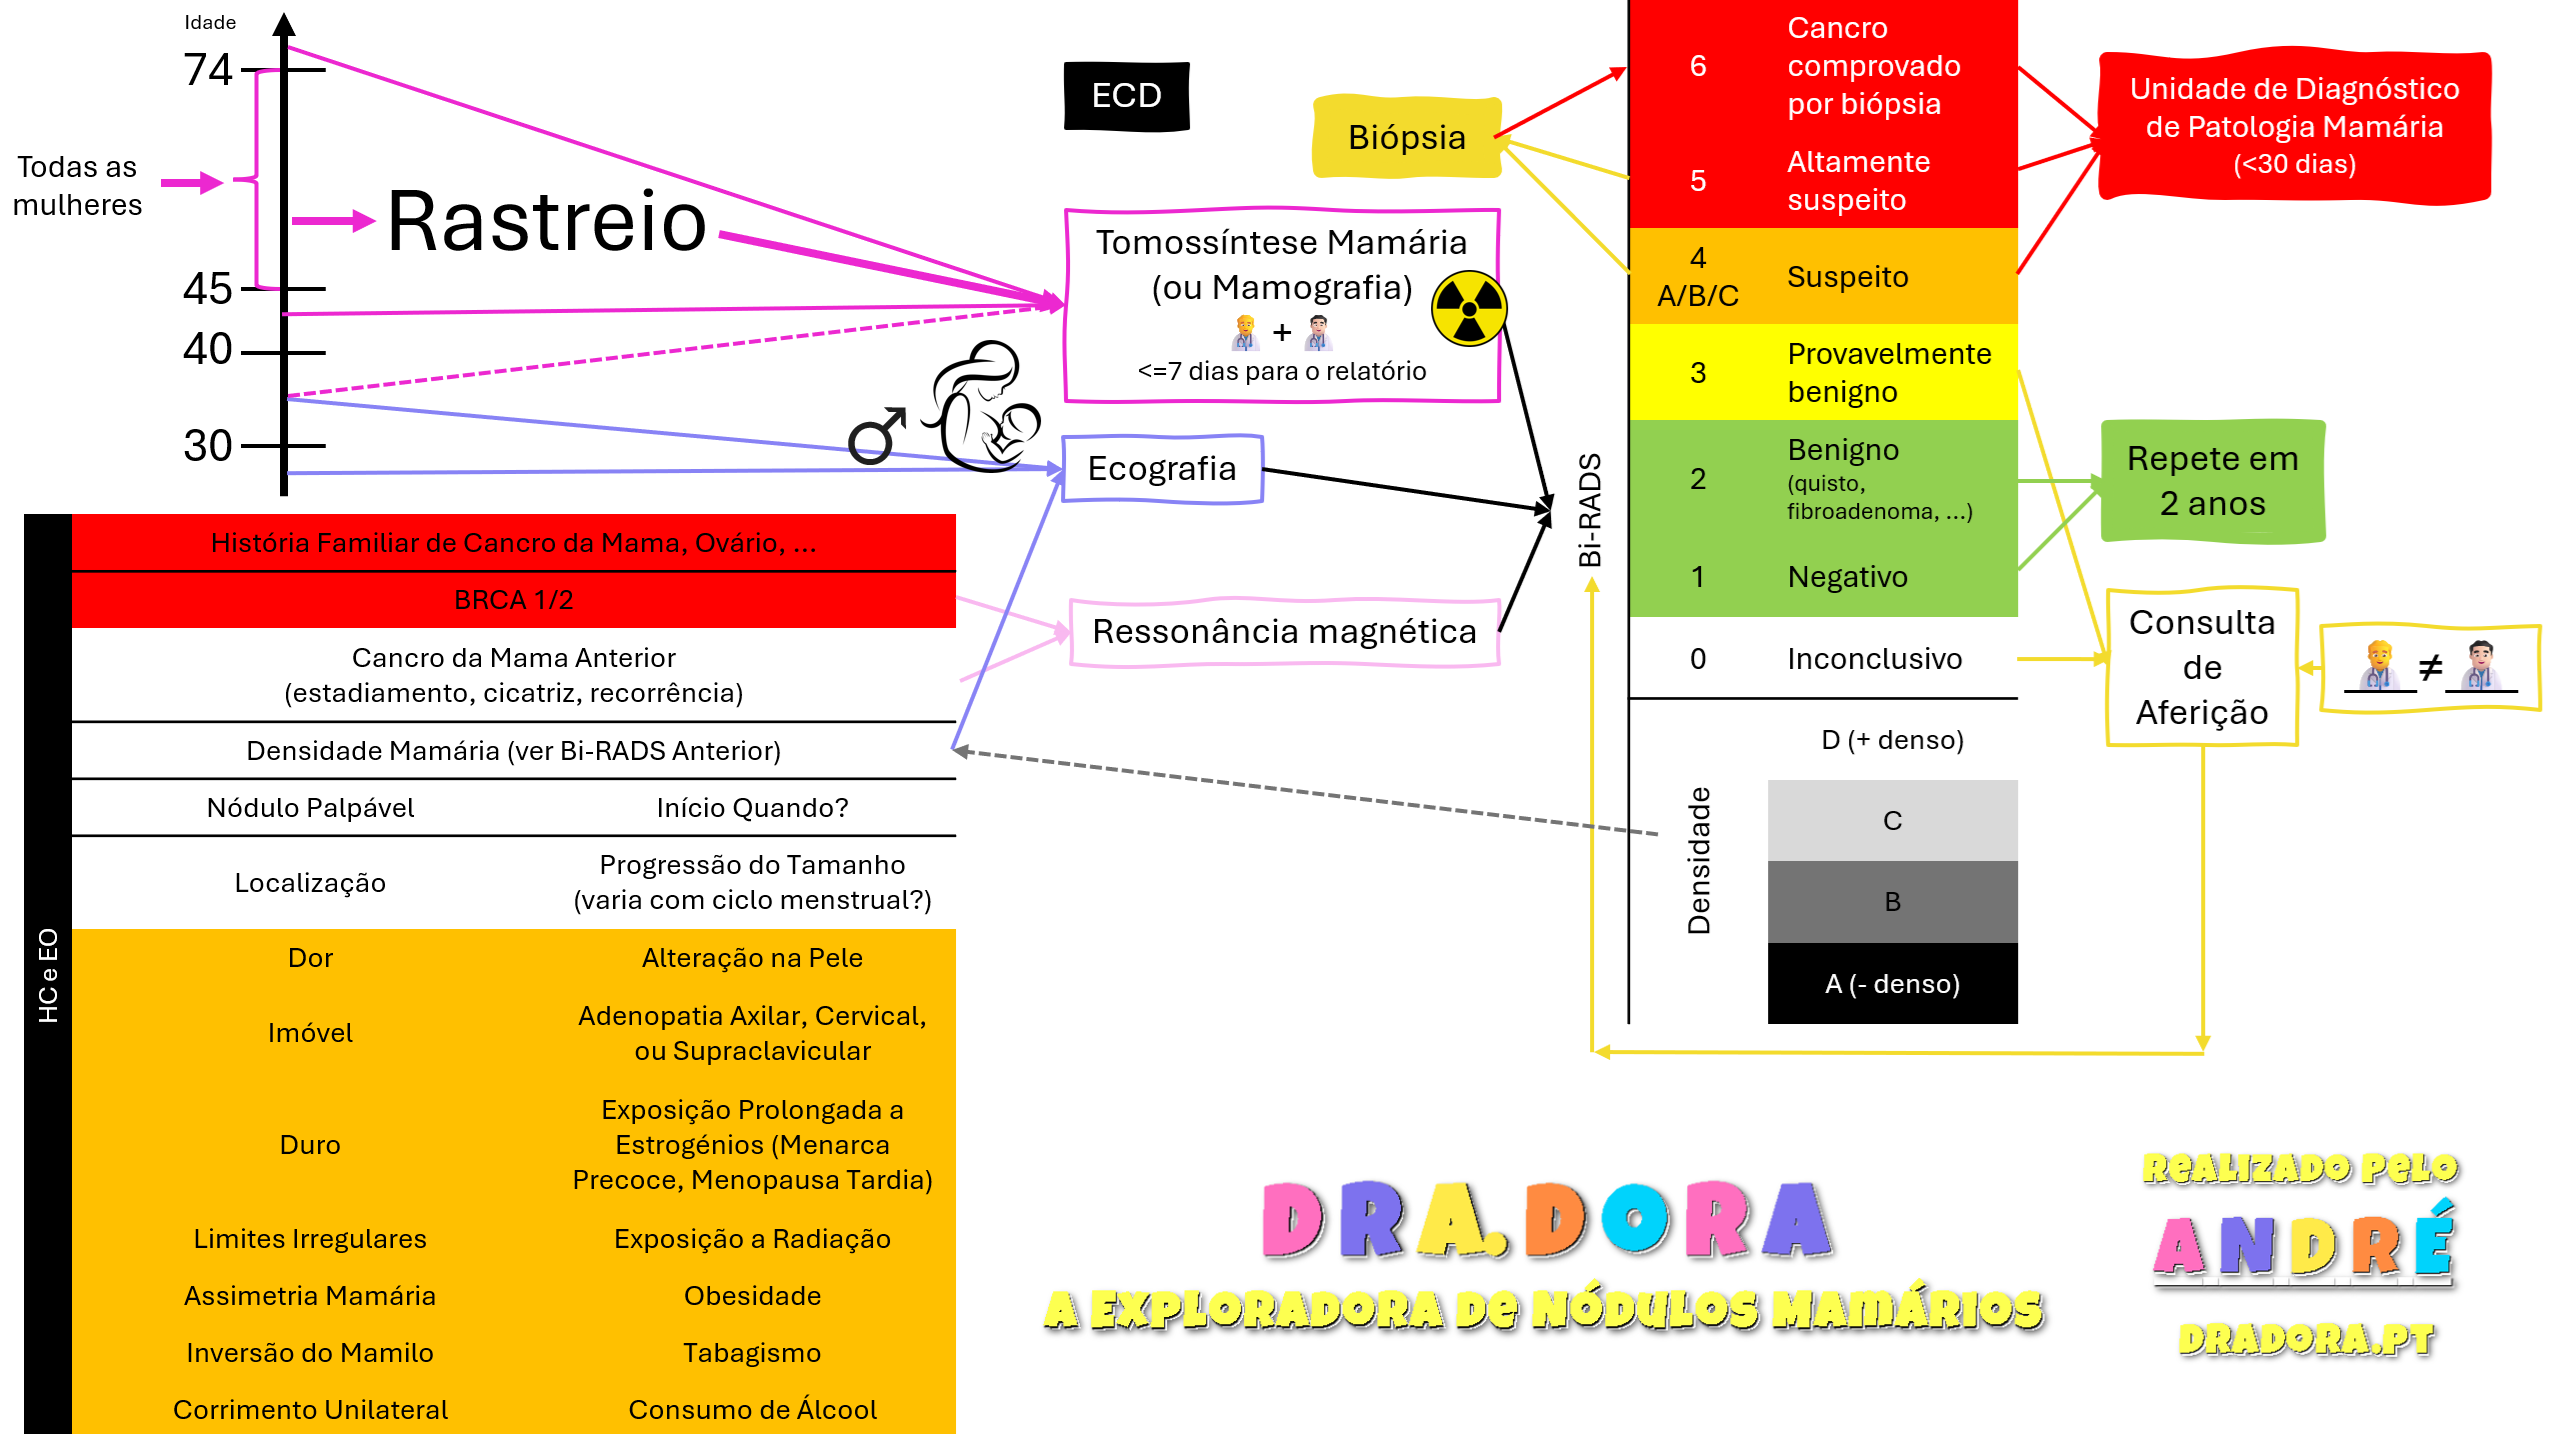 Idade
74
45
40
30
Todas as
mulheres
Rastreio
ECD
Tomossíntese Mamária
(ou Mamografia)
+
<=7 dias para o relatório
Ecografia
Ressonância magnética
Biópsia
HC e EO
História Familiar de Cancro da Mama, Ovário, ...
BRCA 1/2
Cancro da Mama Anterior
(estadiamento, cicatriz, recorrência)
Densidade Mamária (ver Bi-RADS Anterior)
Nódulo Palpável
Início Quando?
Localização
Progressão do Tamanho
(varia com ciclo menstrual?)
Dor
Alteração na Pele
Imóvel
Adenopatia Axilar, Cervical,
ou Supraclavicular
Duro
Exposição Prolongada a
Estrogénios (Menarca
Precoce, Menopausa Tardia)
Limites Irregulares
Exposição a Radiação
Assimetria Mamária
Obesidade
Inversão do Mamilo
Tabagismo
Corrimento Unilateral
Consumo de Álcool
Bi-RADS
6
Cancro
comprovado
por biópsia
5
Altamente
suspeito
4
A/B/C
Suspeito
3
Provavelmente
benigno
2
Benigno
(quisto,
fibroadenoma, ...)
1
Negativo
0
Inconclusivo
Densidade
D (+ denso)
C
B
A (- denso)
Unidade de Diagnóstico
de Patologia Mamária
(<30 dias)
Repete em
2 anos
Consulta
de
Aferição
≠
DRA.DORA
A EXPLORADORA DE NÓDULOS MAMÁRIOS
REALIZADO PELO
ANDRÉ
DRADORA.PT